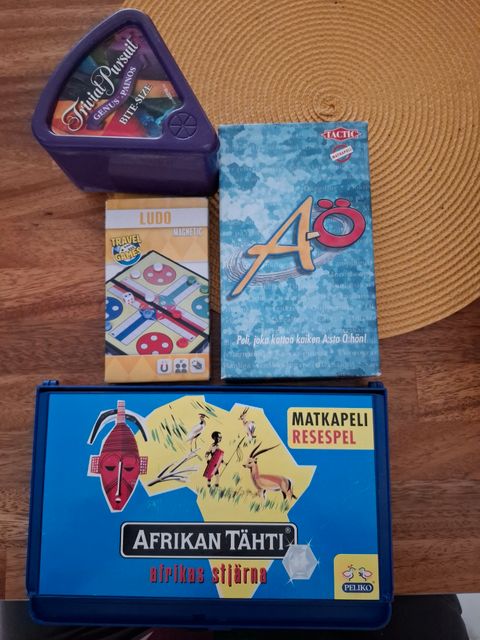 Trivial Pursuit
GENUS -PAINOS
BITE-SIZE
TACTIC
MATKAPELI
A-Ö
Peli, joka kattaa kaiken A:sta Ö:hön!
LUDO
MAGNETIC
TRAVEL
GAMES
MATKAPELI
RESESPEL
AFRIKAN TÄHTI®
afrikas stjärna
PELIKO